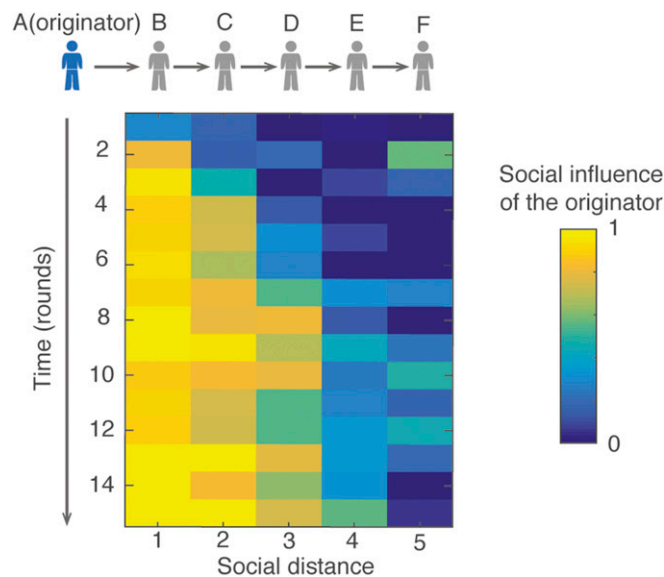 A(originator) B C D E F
2
4
6
8
10
12
14
Time (rounds)
1 2 3 4 5
Social distance
Social influence
of the originator
1
0